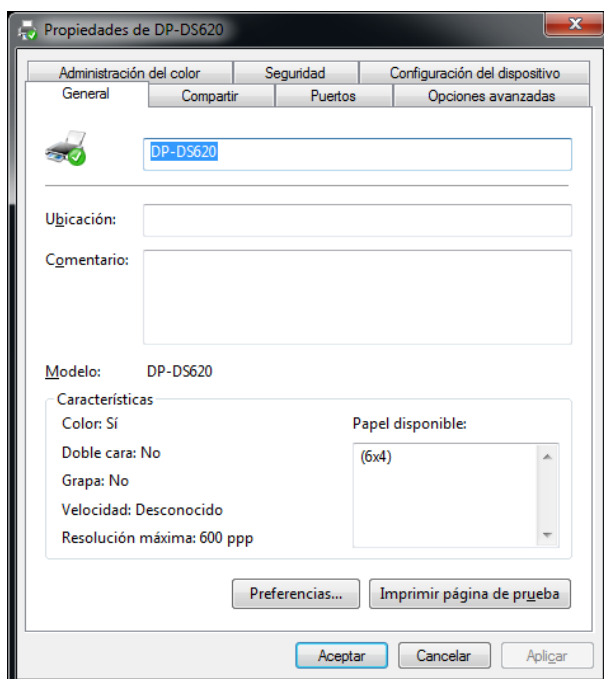 Propiedades de DP-DS620
Administración del color
Seguridad
Configuración del dispositivo
General
Compartir
Puertos
Opciones avanzadas
DP-DS620
Ubicación:
Comentario:
Modelo: DP-DS620
Características
Color: Sí
Papel disponible:
Doble cara: No
(6x4)
Grapa: No
Velocidad: Desconocido
Resolución máxima: 600 ppp
Preferencias...
Imprimir página de prueba
Aceptar
Cancelar
Aplicar